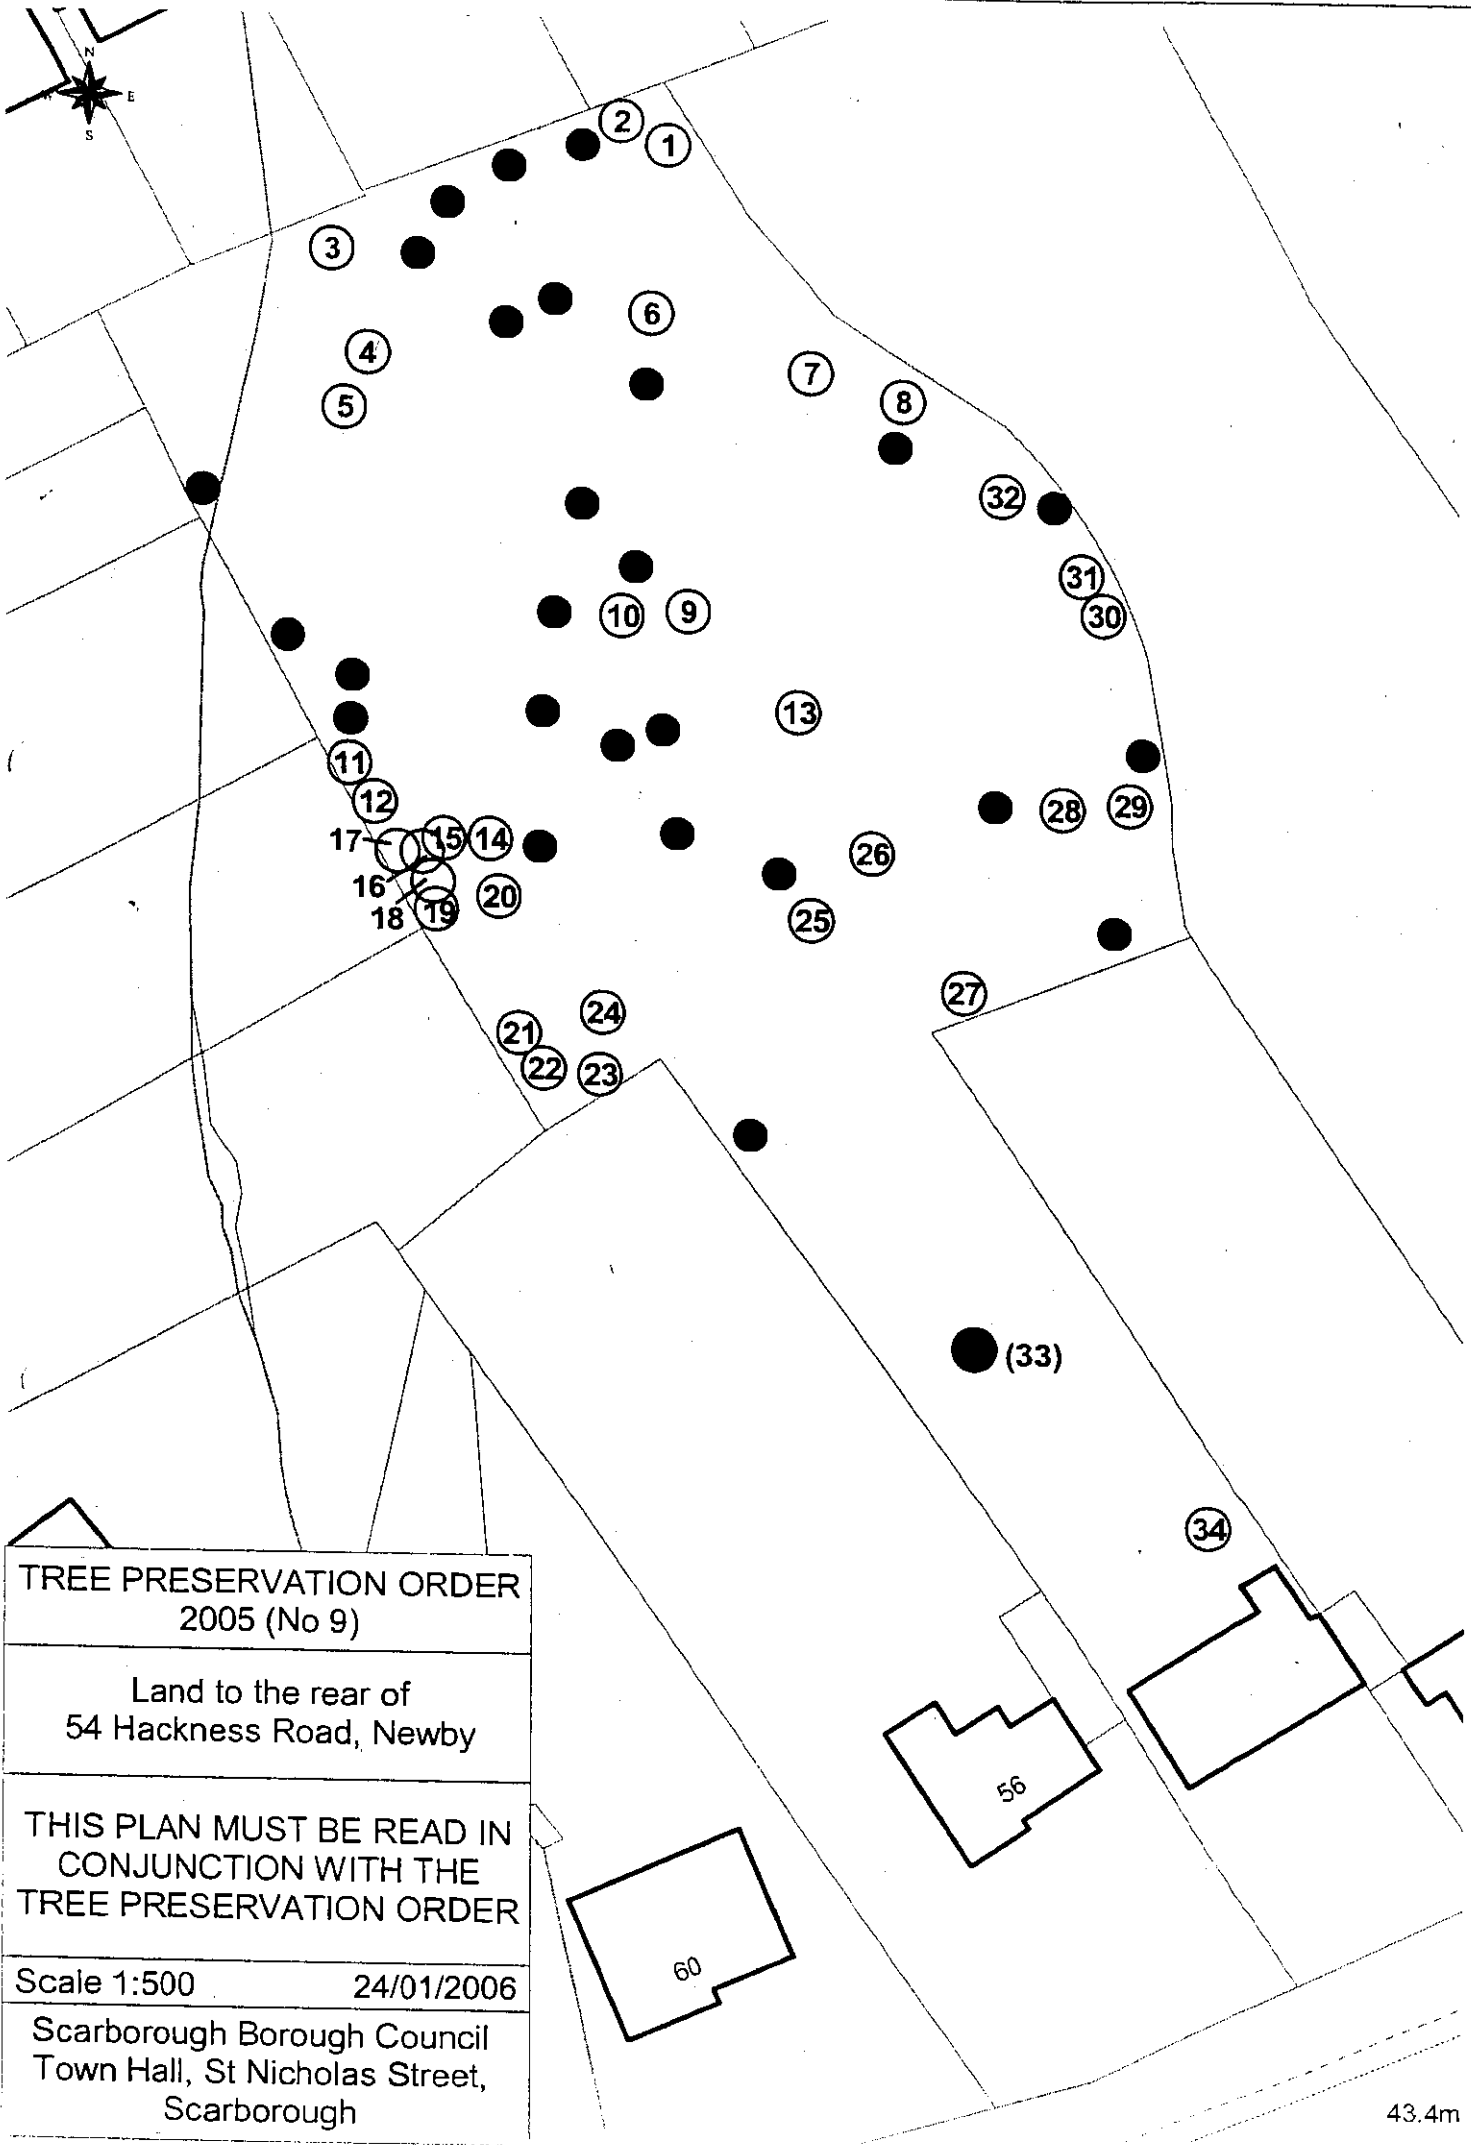 N
W E
S
2
1
3
6
4
7
5
8
32
31
10 9 30
13
11
12
28 29
17 15 14
26
16 20
18 19
25
27
24
21
22 23
(33)
34
56
60
TREE PRESERVATION ORDER
2005 (No 9)
Land to the rear of
54 Hackness Road, Newby
THIS PLAN MUST BE READ IN
CONJUNCTION WITH THE
TREE PRESERVATION ORDER
Scale 1:500 24/01/2006
Scarborough Borough Council
Town Hall, St Nicholas Street,
Scarborough
43.4m